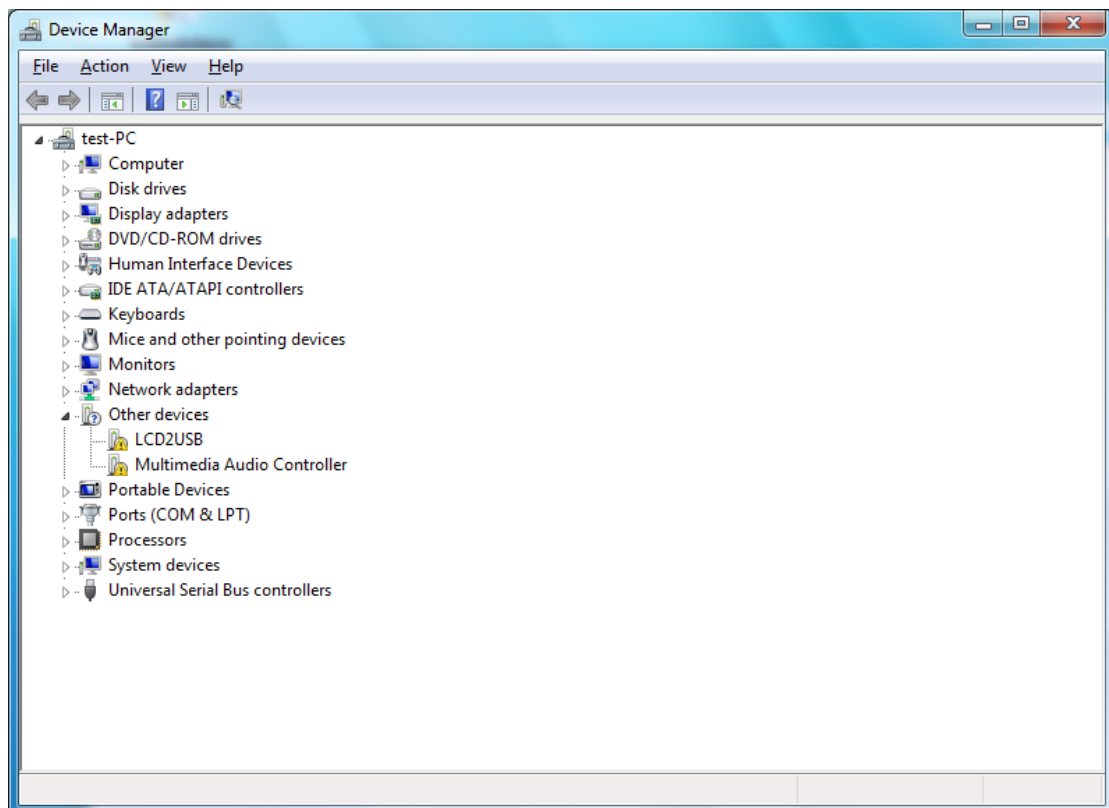 Device Manager
File Action View Help
test-PC
Computer
Disk drives
Display adapters
DVD/CD-ROM drives
Human Interface Devices
IDE ATA/ATAPI controllers
Keyboards
Mice and other pointing devices
Monitors
Network adapters
Other devices
LCD2USB
Multimedia Audio Controller
Portable Devices
Ports (COM & LPT)
Processors
System devices
Universal Serial Bus controllers